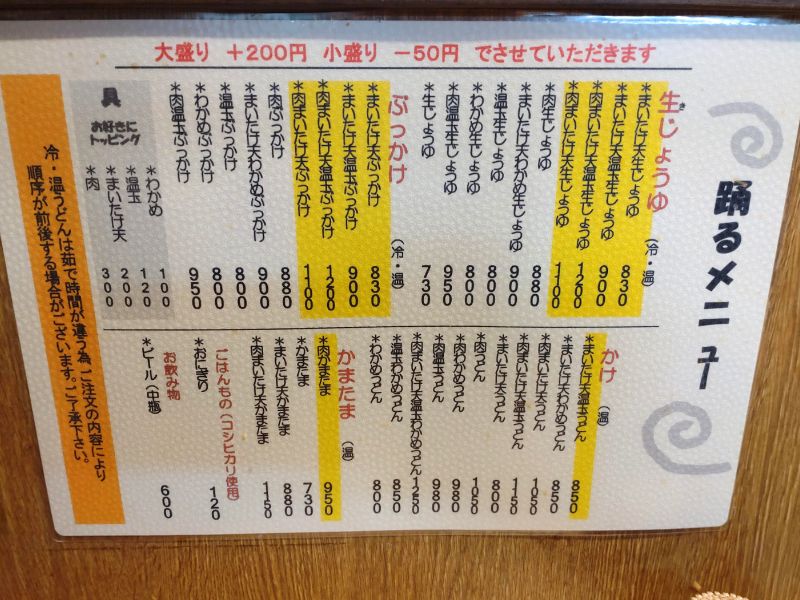 大盛り +200円 小盛り -50円 でさせていただきます
踊るメニュー
生じょうゆ (冷・温)
き
*まいたけ天生じょうゆ 830
*まいたけ天温玉生じょうゆ 900
*肉まいたけ天温玉生じょうゆ 1200
*肉まいたけ天生じょうゆ 1100
*肉生じょうゆ 880
*まいたけ天わかめ生じょうゆ 900
*温玉生じょうゆ 800
*わかめ生じょうゆ 800
*肉温玉生じょうゆ 950
*生じょうゆ 730
ぶっかけ (冷・温)
*まいたけ天ぶっかけ 830
*まいたけ天温玉ぶっかけ 900
*肉まいたけ天温玉ぶっかけ 1200
*肉まいたけ天ぶっかけ 1100
*肉ぶっかけ 880
*まいたけ天わかめぶっかけ 900
*温玉ぶっかけ 800
*わかめぶっかけ 800
*肉温玉ぶっかけ 950
具
お好きに
トッピング
*わかめ 100
*温玉 120
*まいたけ天 200
*肉 300
かけ (温)
*まいたけ天温玉うどん 850
*まいたけ天わかめうどん 850
*肉まいたけ天うどん 1050
*肉まいたけ天温玉うどん 1150
*まいたけ天うどん 800
*肉うどん 1050
*肉わかめうどん 980
*肉温玉うどん 980
*肉まいたけ天温玉わかめうどん 1250
*温玉わかめうどん 850
*わかめうどん 800
かまたま (温)
*肉かまたま 950
*かまたま 730
*まいたけ天かまたま 880
*肉まいたけ天かまたま 1150
ごはんもの(コシヒカリ使用)
*おにぎり 120
お飲み物
*ビール(中瓶) 600
冷・温うどんは茹で時間が違う為、ご注文の内容により
順序が前後する場合がございます。ご了承下さい。